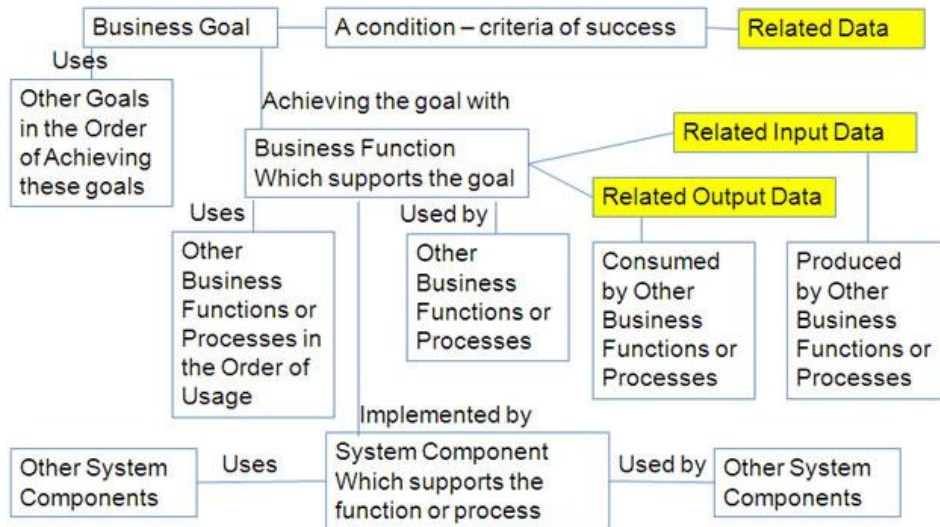 Business Goal
A condition – criteria of success
Related Data
Uses
Other Goals
in the Order
of Achieving
these goals
Achieving the goal with
Business Function
Which supports the goal
Related Input Data
Related Output Data
Uses
Other
Business
Functions or
Processes in
the Order of
Usage
Used by
Other
Business
Functions or
Processes
Consumed
by Other
Business
Functions or
Processes
Produced
by Other
Business
Functions or
Processes
Implemented by
Other System
Components
Uses
System Component
Which supports the
function or process
Used by
Other System
Components